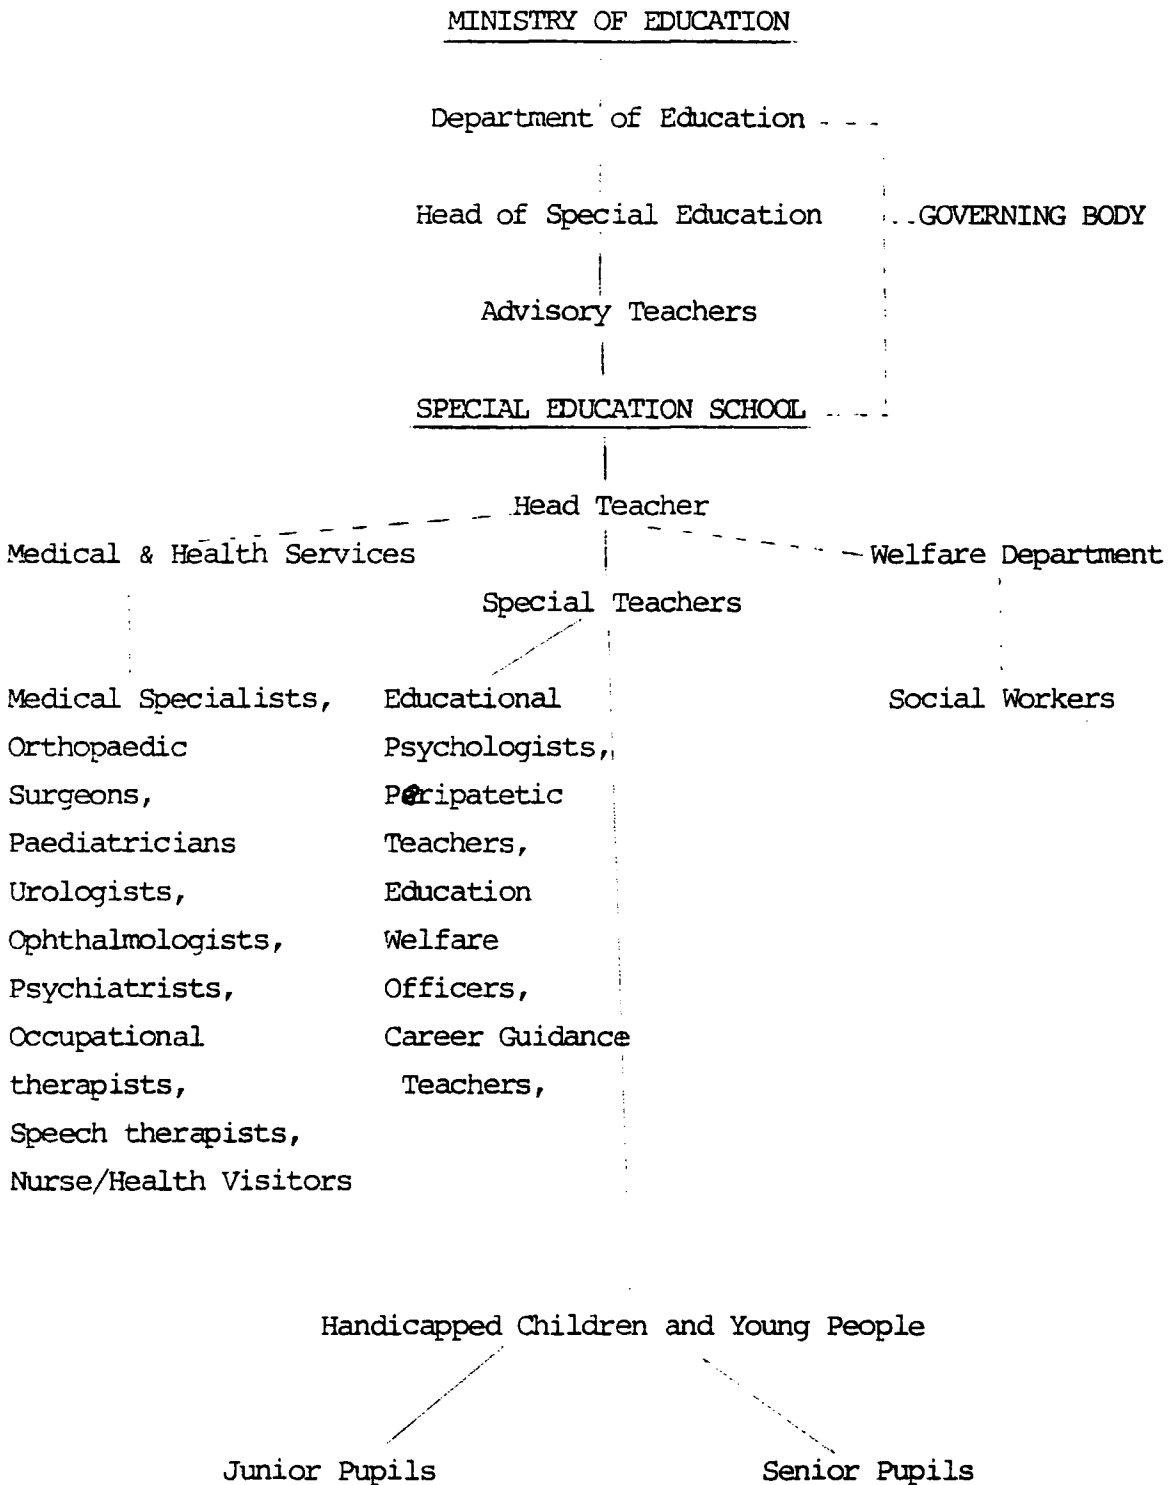 MINISTRY OF EDUCATION
Department of Education
Head of Special Education
GOVERNING BODY
Advisory Teachers
SPECIAL EDUCATION SCHOOL
Head Teacher
Medical & Health Services
Welfare Department
Special Teachers
Medical Specialists,
Orthopaedic
Surgeons,
Paediatricians
Urologists,
Ophthalmologists,
Psychiatrists,
Occupational
therapists,
Speech therapists,
Nurse/Health Visitors
Educational
Psychologists,
Peripatetic
Teachers,
Education
Welfare
Officers,
Career Guidance
Teachers,
Social Workers
Handicapped Children and Young People
Junior Pupils
Senior Pupils